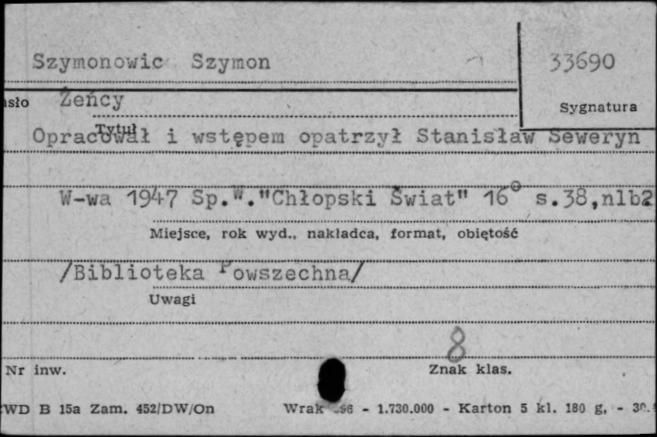 Szymonowic Szymon 33690
Żeńcy
Sygnatura
Tytuł
Opracował i wstępem opatrzył Stanisław Seweryn
W-wa 1947 Sp.W."Chłopski Świat" 16° s.38,nlb2
Miejsce, rok wyd., nakładca, format, objętość
/Biblioteka Powszechna/
Uwagi
8
Nr inw. Znak klas.
WD B 15a Zam. 452/DW/On Wrak - 1.730.000 - Karton 5 kl. 180 g, -